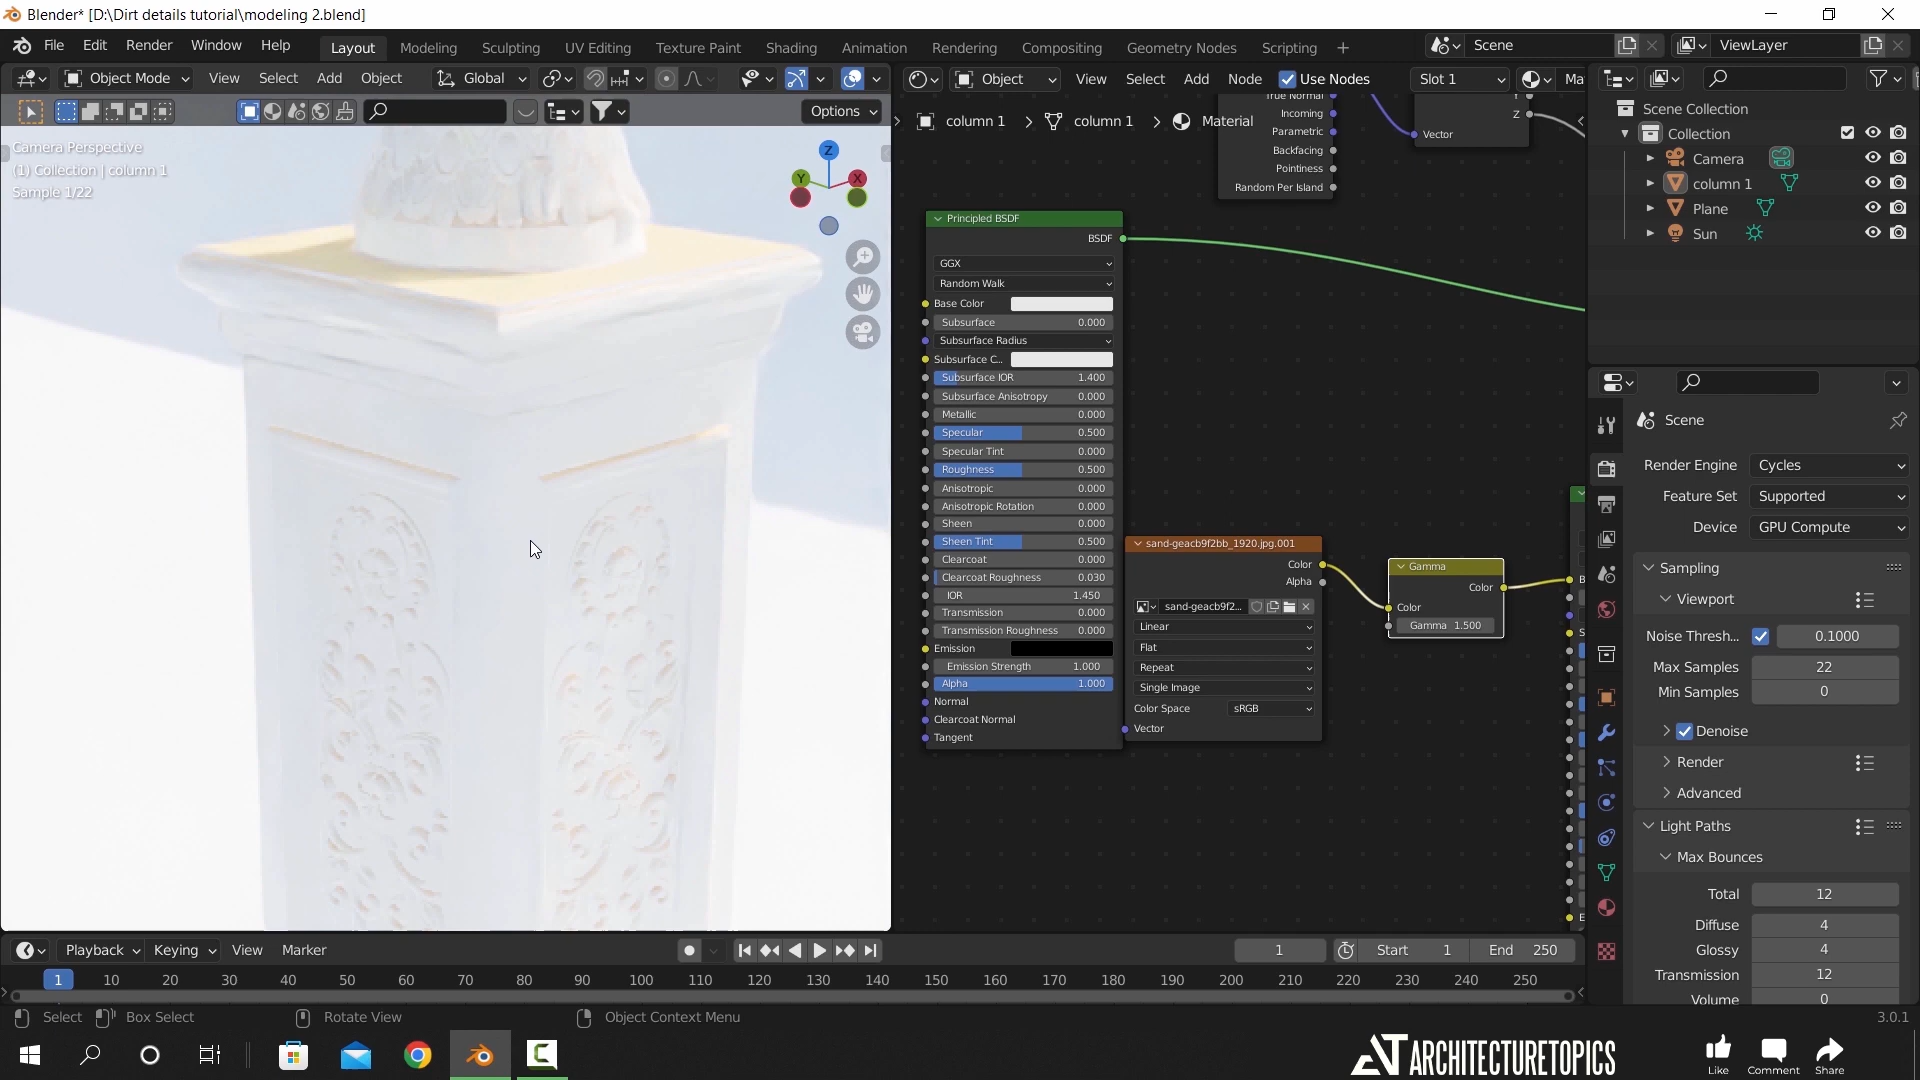 Blender* [D:\Dirt details tutorial\modeling 2.blend]
File Edit Render Window Help
Layout Modeling Sculpting UV Editing Texture Paint Shading Animation Rendering Compositing Geometry Nodes Scripting
Scene
ViewLayer
Object Mode View Select Add Object Global
Options
Camera Perspective
(1) Collection | column 1
Sample 1/22
Z
Y
X
Object View Select Add Node Use Nodes Slot 1 Ma
column 1 > column 1 > Material
True Normal
Incoming
Parametric
Backfacing
Pointiness
Random Per Island
Y
Z
Vector
Principled BSDF
BSDF
GGX
Random Walk
Base Color
Subsurface 0.000
Subsurface Radius
Subsurface C...
Subsurface IOR 1.400
Subsurface Anisotropy 0.000
Metallic 0.000
Specular 0.500
Specular Tint 0.000
Roughness 0.500
Anisotropic 0.000
Anisotropic Rotation 0.000
Sheen 0.000
Sheen Tint 0.500
Clearcoat 0.000
Clearcoat Roughness 0.030
IOR 1.450
Transmission 0.000
Transmission Roughness 0.000
Emission
Emission Strength 1.000
Alpha 1.000
Normal
Clearcoat Normal
Tangent
sand-geacb9f2bb_1920.jpg.001
Color
Alpha
sand-geacb9f2...
Linear
Flat
Repeat
Single Image
Color Space sRGB
Vector
Gamma
Color
Color
Gamma 1.500
Scene Collection
Collection
Camera
column 1
Plane
Sun
Scene
Render Engine Cycles
Feature Set Supported
Device GPU Compute
Sampling
Viewport
Noise Thresh... 0.1000
Max Samples 22
Min Samples 0
Denoise
Render
Advanced
Light Paths
Max Bounces
Total 12
Diffuse 4
Glossy 4
Transmission 12
Volume 0
Playback Keying View Marker
1 Start 1 End 250
1 10 20 30 40 50 60 70 80 90 100 110 120 130 140 150 160 170 180 190 200 210 220 230 240 250
Select Box Select Rotate View Object Context Menu
3.0.1
ARCHITECTURETOPICS
Like Comment Share